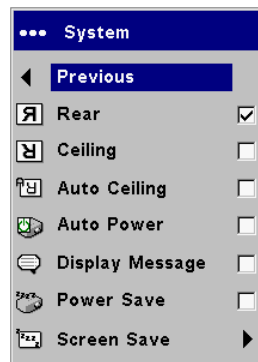 ••• System
Previous
Rear
Ceiling
Auto Ceiling
Auto Power
Display Message
Power Save
Screen Save